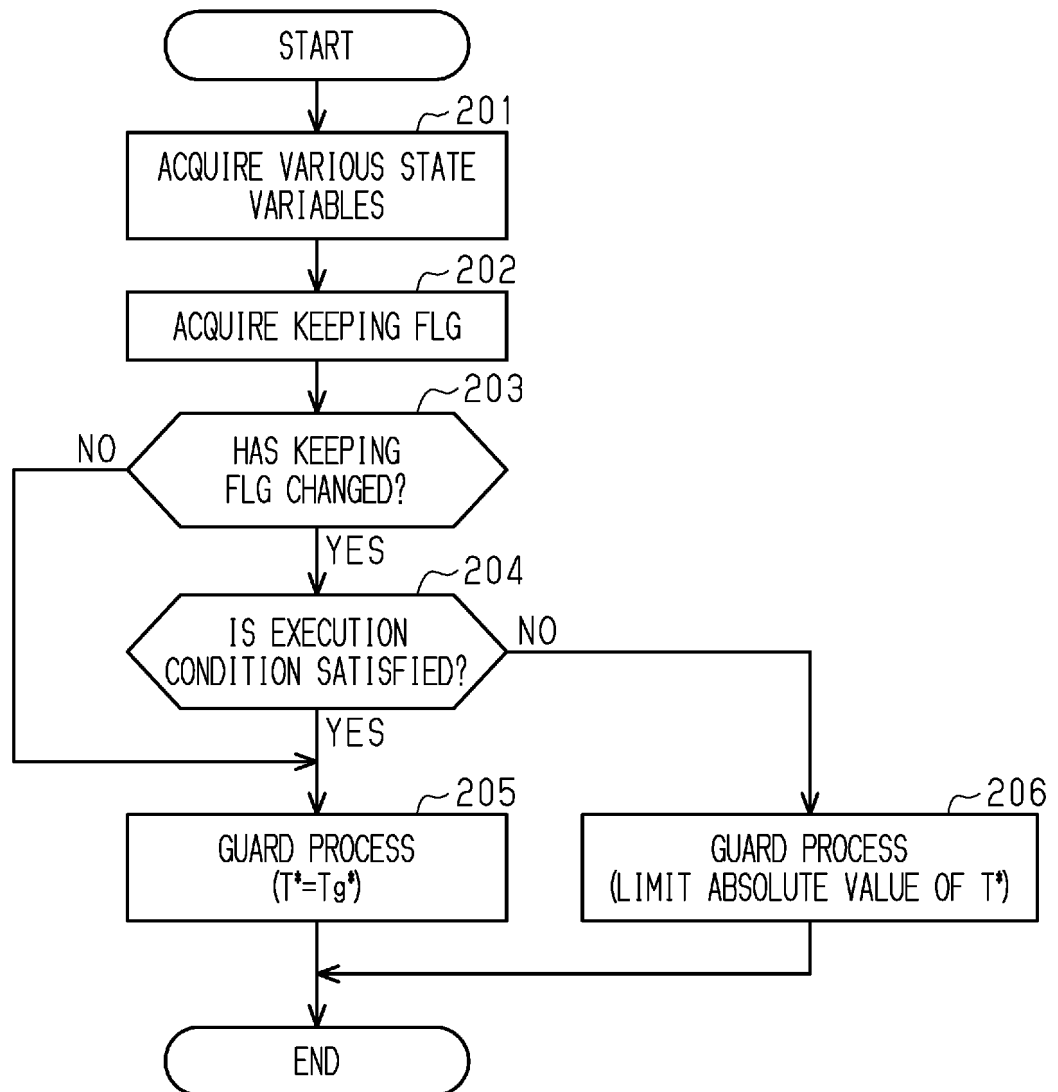 START
201
ACQUIRE VARIOUS STATE
VARIABLES
202
ACQUIRE KEEPING FLG
203
NO
HAS KEEPING
FLG CHANGED?
YES
204
IS EXECUTION
CONDITION SATISFIED?
NO
YES
205
GUARD PROCESS
(T*=Tg*)
206
GUARD PROCESS
(LIMIT ABSOLUTE VALUE OF T*)
END